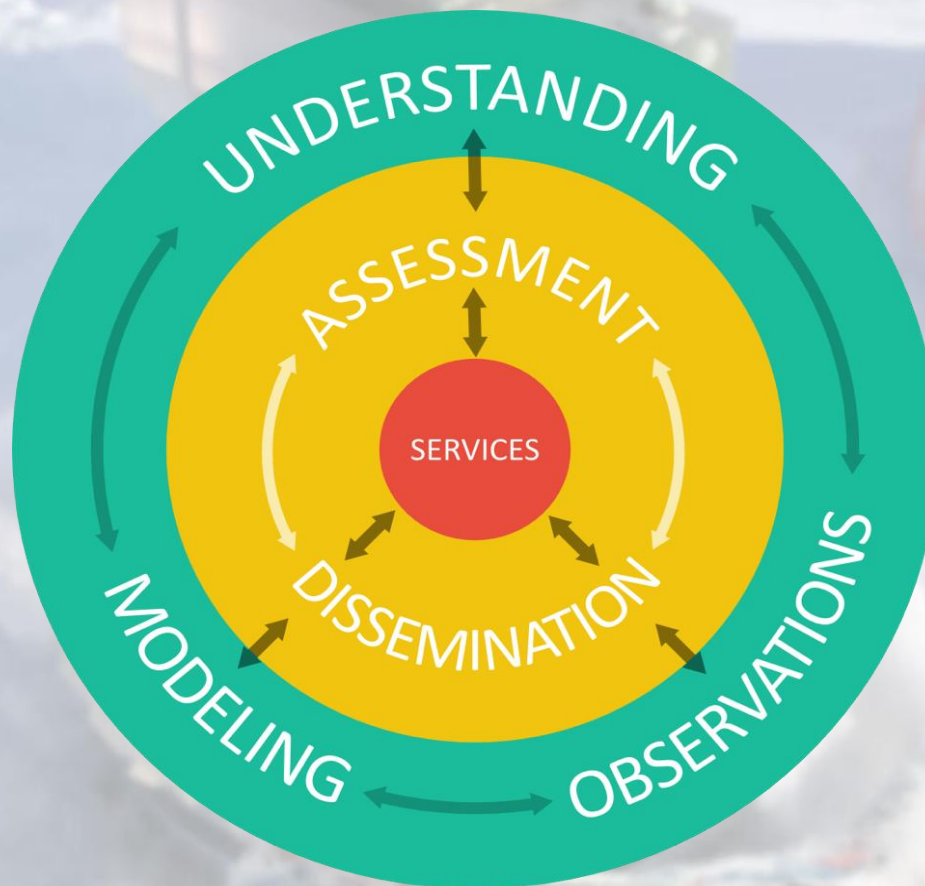 UNDERSTANDING
ASSESSMENT
SERVICES
DISSEMINATION
MODELING
OBSERVATIONS